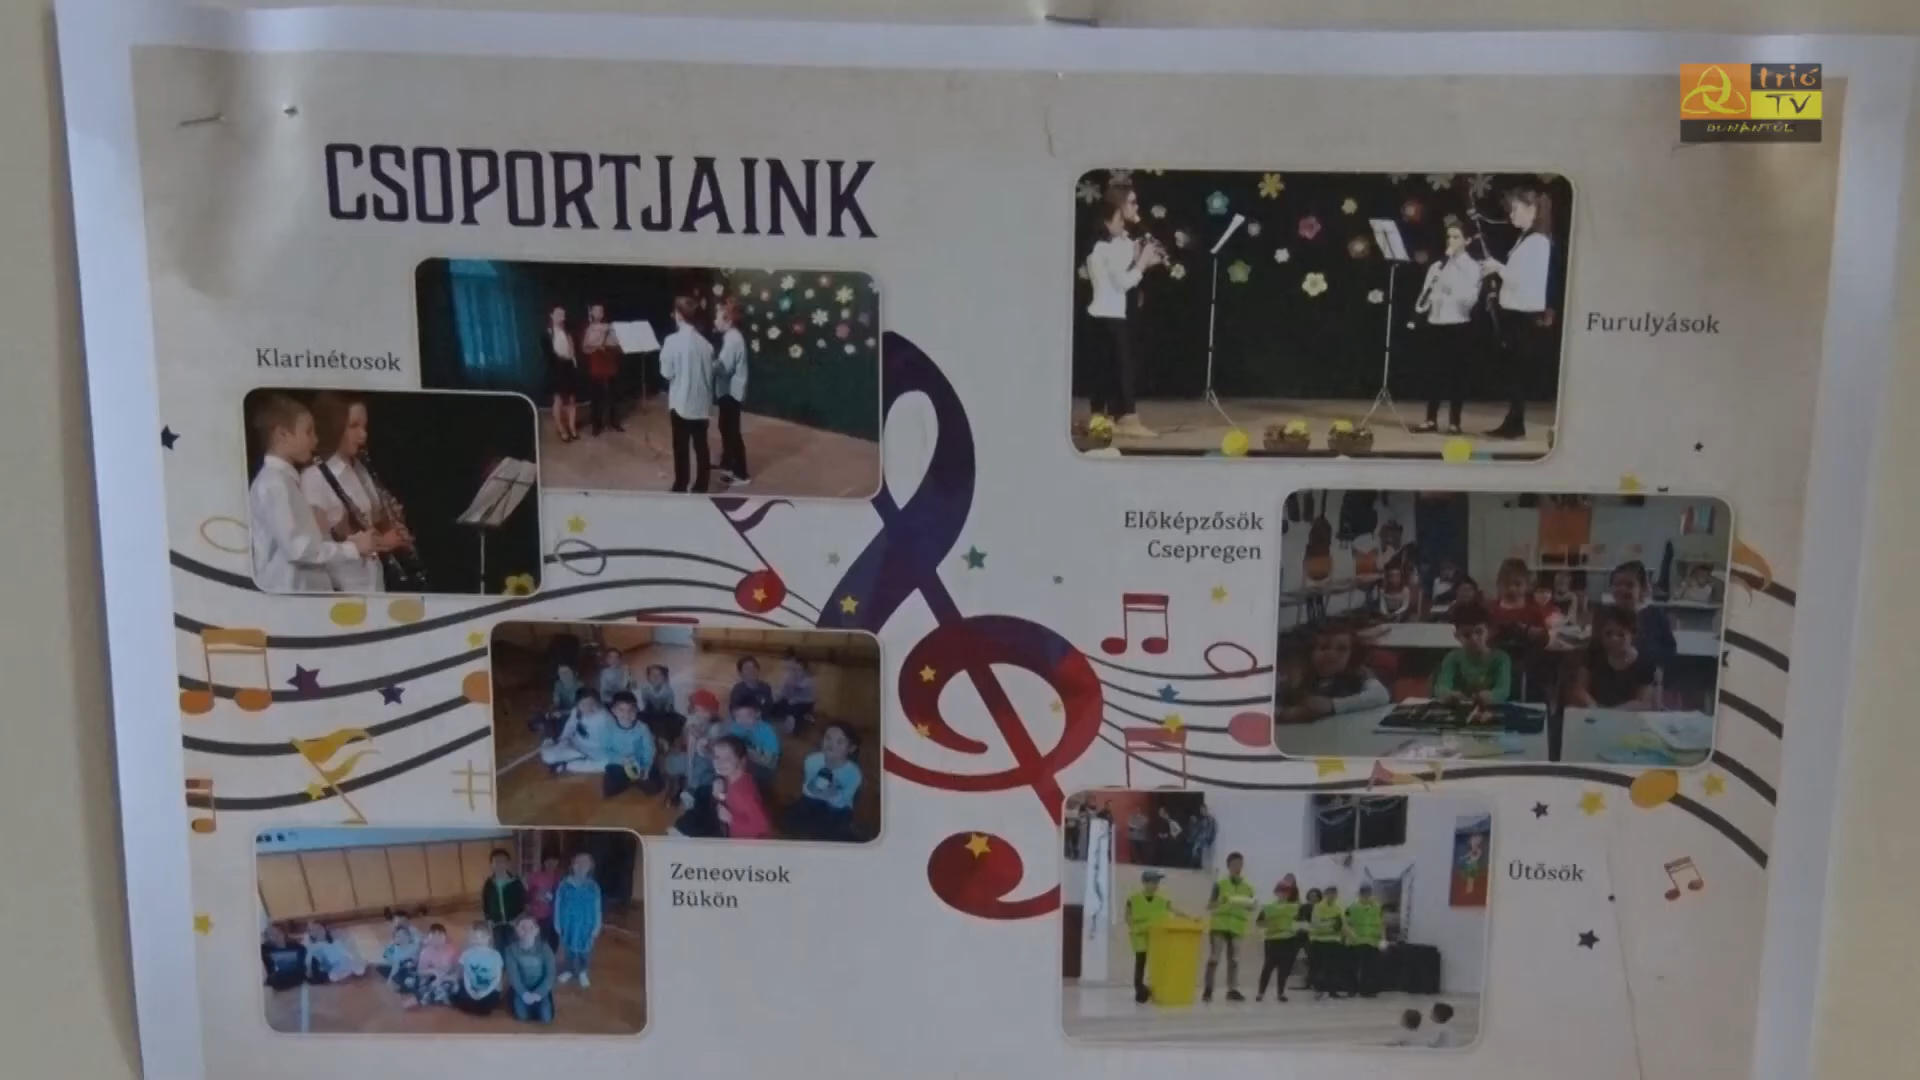 trió
TV
DUNÁNTÚL
CSOPORTJAINK
Klarinétosok
Furulyások
Előképzősök
Csepregen
Zeneovisok
Bükön
Ütősök